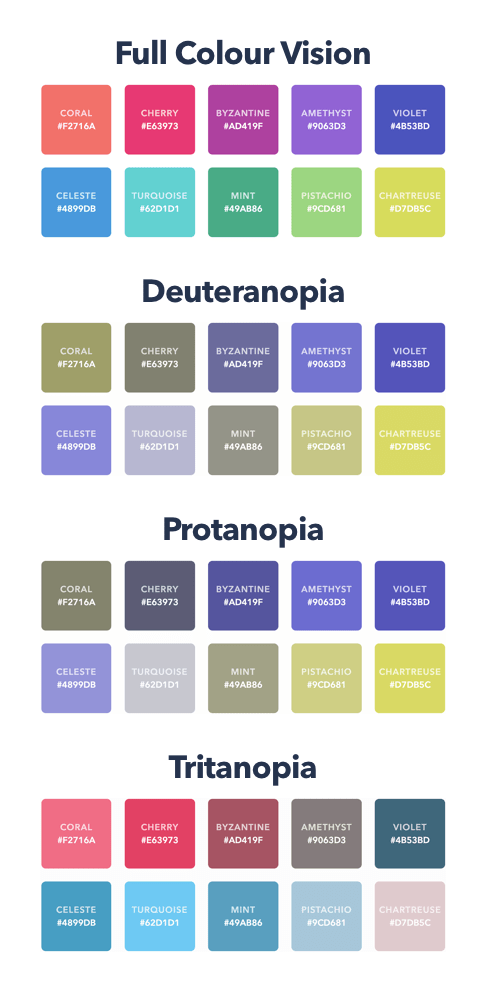 Full Colour Vision
CORAL
#F2716A
CHERRY
#E63973
BYZANTINE
#AD419F
AMETHYST
#9063D3
VIOLET
#4B53BD
CELESTE
#4899DB
TURQUOISE
#62D1D1
MINT
#49AB86
PISTACHIO
#9CD681
CHARTREUSE
#D7DB5C
Deuteranopia
CORAL
#F2716A
CHERRY
#E63973
BYZANTINE
#AD419F
AMETHYST
#9063D3
VIOLET
#4B53BD
CELESTE
#4899DB
TURQUOISE
#62D1D1
MINT
#49AB86
PISTACHIO
#9CD681
CHARTREUSE
#D7DB5C
Protanopia
CORAL
#F2716A
CHERRY
#E63973
BYZANTINE
#AD419F
AMETHYST
#9063D3
VIOLET
#4B53BD
CELESTE
#4899DB
TURQUOISE
#62D1D1
MINT
#49AB86
PISTACHIO
#9CD681
CHARTREUSE
#D7DB5C
Tritanopia
CORAL
#F2716A
CHERRY
#E63973
BYZANTINE
#AD419F
AMETHYST
#9063D3
VIOLET
#4B53BD
CELESTE
#4899DB
TURQUOISE
#62D1D1
MINT
#49AB86
PISTACHIO
#9CD681
CHARTREUSE
#D7DB5C